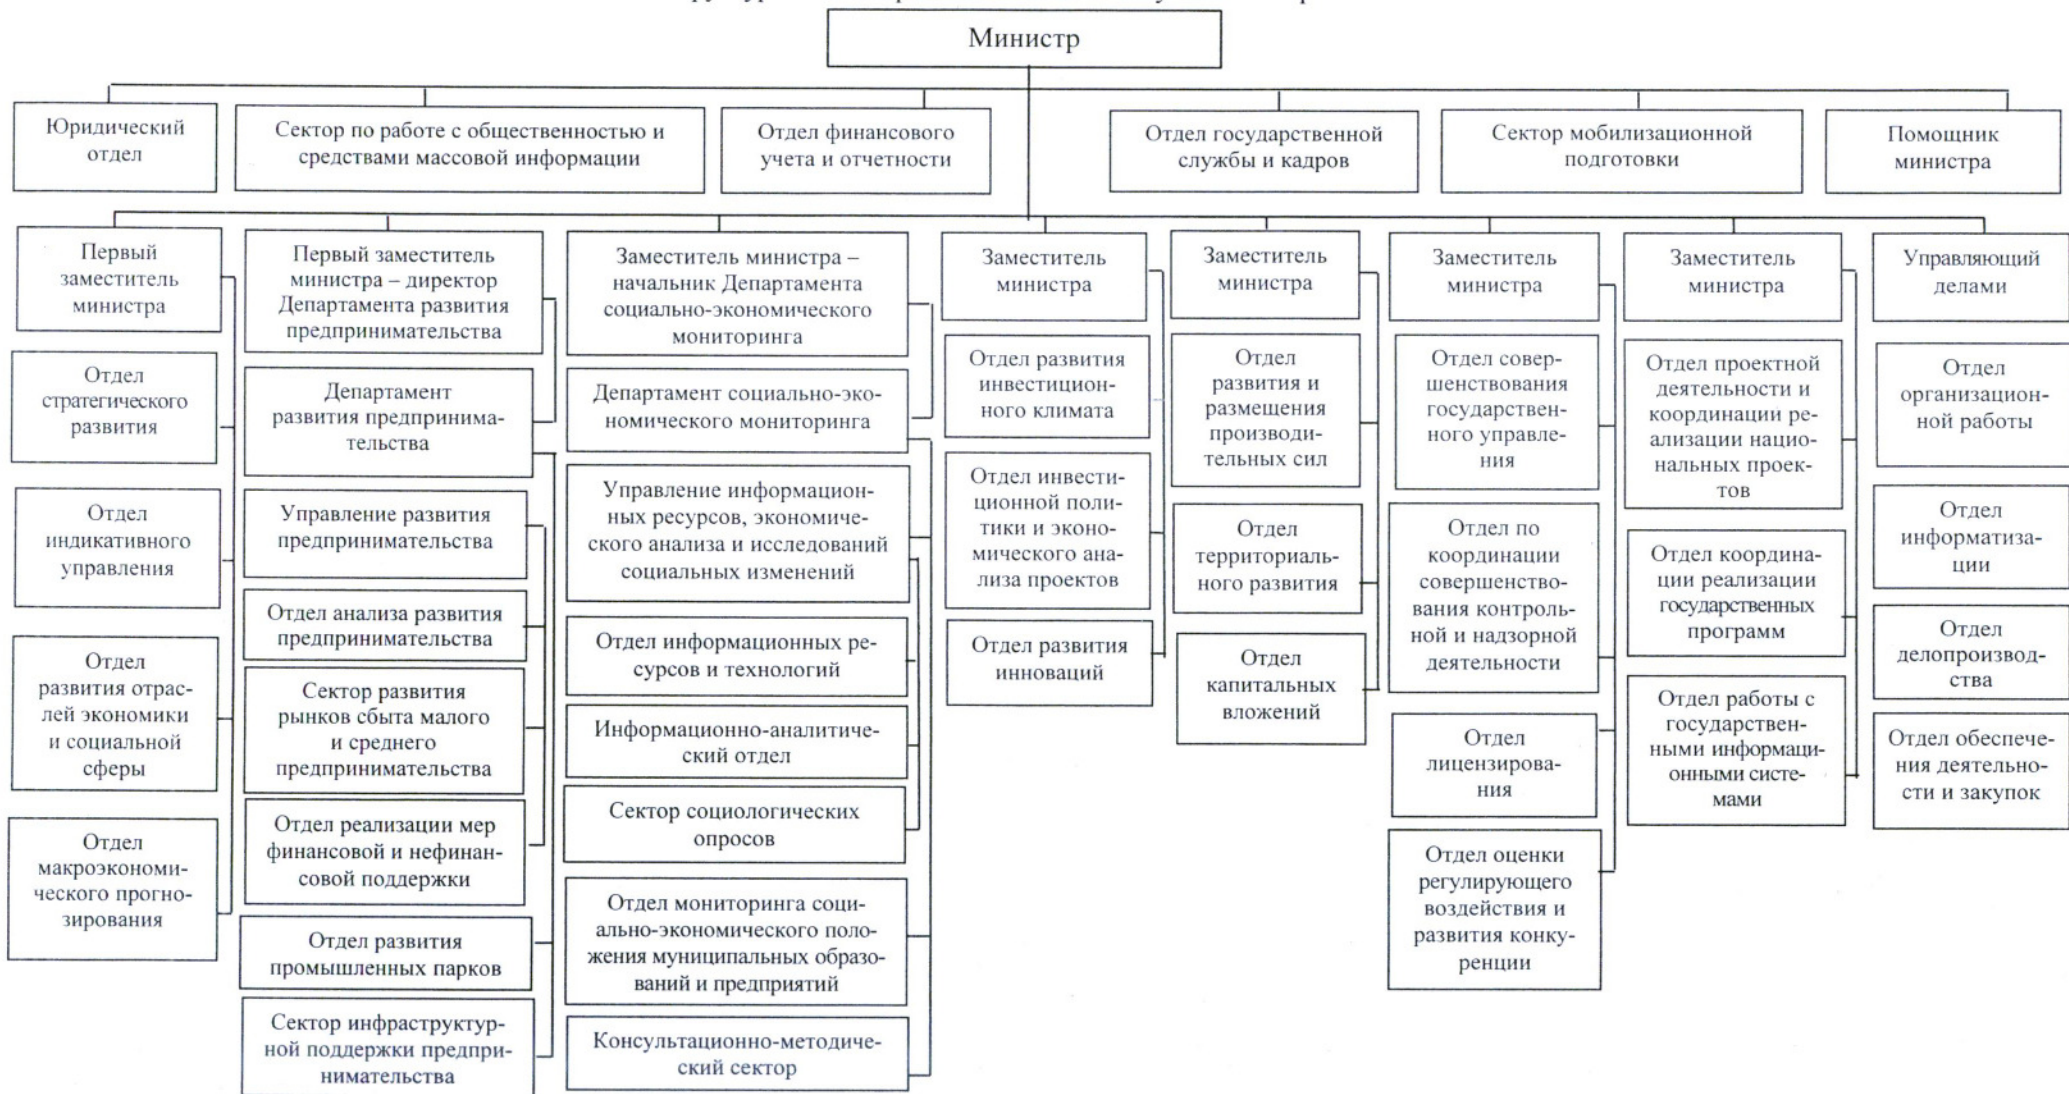 Министр
Юридический
отдел
Сектор по работе с общественностью и
средствами массовой информации
Отдел финансового
учета и отчетности
Отдел государственной
службы и кадров
Сектор мобилизационной
подготовки
Помощник
министра
Первый
заместитель
министра
Отдел
стратегического
развития
Отдел
индикативного
управления
Отдел
развития отрас-
лей экономики
и социальной
сферы
Отдел
макроэкономи-
ческого прогно-
зирования
Первый заместитель
министра – директор
Департамента развития
предпринимательства
Департамент
развития предпринима-
тельства
Управление развития
предпринимательства
Отдел анализа развития
предпринимательства
Сектор развития
рынков сбыта малого
и среднего
предпринимательства
Отдел реализации мер
финансовой и нефинан-
совой поддержки
Отдел развития
промышленных парков
Сектор инфраструктур-
ной поддержки предпри-
нимательства
Заместитель министра –
начальник Департамента
социально-экономического
мониторинга
Департамент социально-эко-
номического мониторинга
Управление информацион-
ных ресурсов, экономиче-
ского анализа и исследований
социальных изменений
Отдел информационных ре-
сурсов и технологий
Информационно-аналитиче-
ский отдел
Сектор социологических
опросов
Отдел мониторинга соци-
ально-экономического поло-
жения муниципальных образо-
ваний и предприятий
Консультационно-методиче-
ский сектор
Заместитель
министра
Отдел развития
инвестицион-
ного климата
Отдел инвести-
ционной поли-
тики и эконо-
мического ана-
лиза проектов
Отдел развития
инноваций
Заместитель
министра
Отдел
развития и
размещения
производи-
тельных сил
Отдел
территориаль-
ного развития
Отдел
капитальных
вложений
Заместитель
министра
Отдел совер-
шенствования
государствен-
ного управле-
ния
Отдел по
координации
совершенство-
вания контроль-
ной и надзорной
деятельности
Отдел
лицензирова-
ния
Отдел оценки
регулирующего
воздействия и
развития конку-
ренции
Заместитель
министра
Отдел проектной
деятельности и
координации ре-
ализации нацио-
нальных проек-
тов
Отдел координа-
ции реализации
государственных
программ
Отдел работы с
государствен-
ными информаци-
онными систе-
мами
Управляющий
делами
Отдел
организацион-
ной работы
Отдел
информатиза-
ции
Отдел
делопроизвод-
ства
Отдел обеспече-
ния деятельно-
сти и закупок